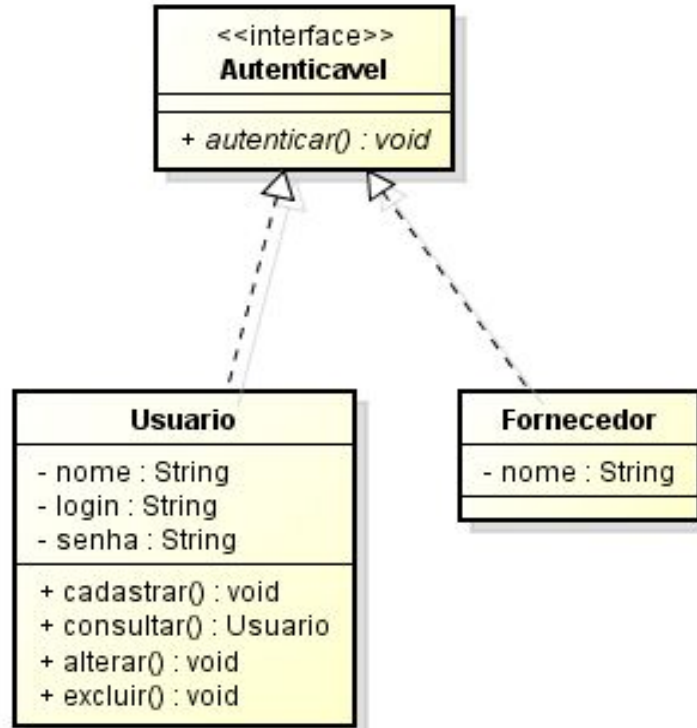 <<interface>>
Autenticavel
+ autenticar() : void
Usuario
- nome : String
- login : String
- senha : String
+ cadastrar() : void
+ consultar() : Usuario
+ alterar() : void
+ excluir() : void
Fornecedor
- nome : String